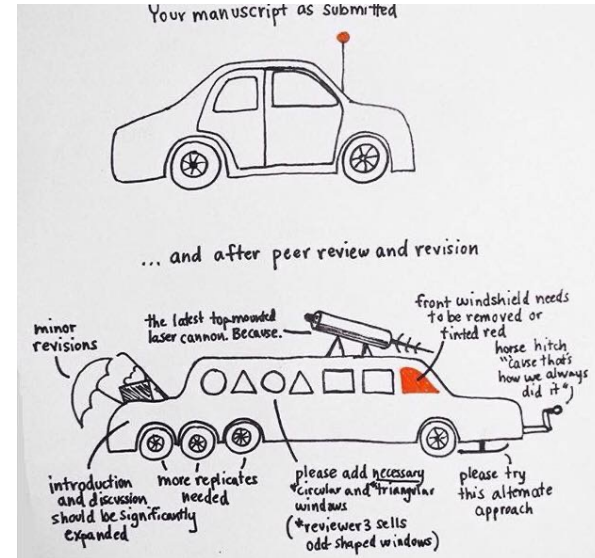 Your manuscript as submitted
... and after peer review and revision
minor
revisions
the latest top mounted
laser cannon. Because.
front windshield needs
to be removed or
tinted red
horse hitch
"'cause that's
how we always
did it"
introduction
and discussion
should be significantly
expanded
more replicates
needed
please add necessary
*circular and *triangular
windows
(*reviewer 3 sells
odd-shaped windows)
please try
this alternate
approach